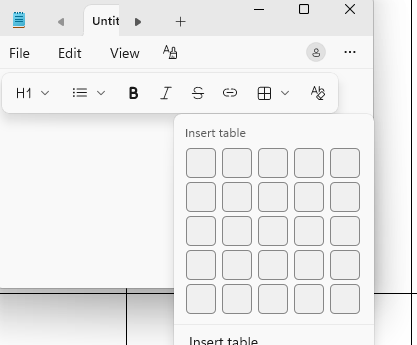 Untit
File Edit View
H1 B I S
Insert table
Insert table